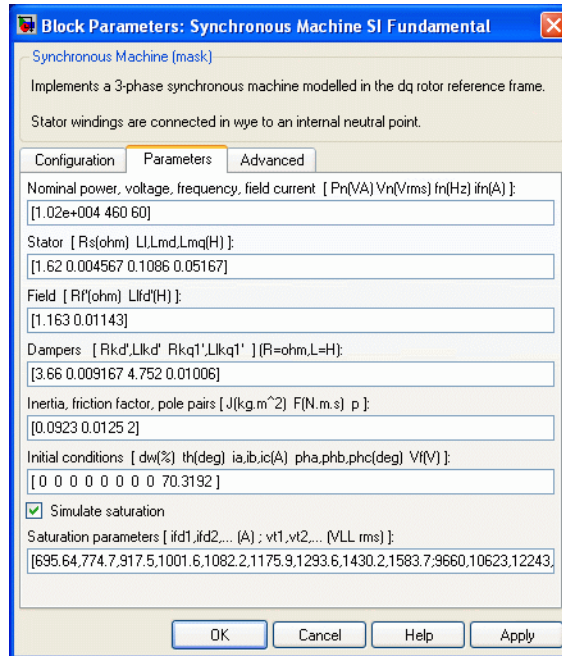 Block Parameters: Synchronous Machine SI Fundamental
Synchronous Machine (mask)
Implements a 3-phase synchronous machine modelled in the dq rotor reference frame.
Stator windings are connected in wye to an internal neutral point.
Configuration Parameters Advanced
Nominal power, voltage, frequency, field current [ Pn(VA) Vn(Vrms) fn(Hz) ifn(A) ]:
[1.02e+004 460 60]
Stator [ Rs(ohm) Ll,Lmd,Lmq(H) ]:
[1.62 0.004567 0.1086 0.05167]
Field [ Rf'(ohm) Llfd'(H) ]:
[1.163 0.01143]
Dampers [ Rkd',Llkd' Rkq1',Llkq1' ] (R=ohm,L=H):
[3.66 0.009167 4.752 0.01006]
Inertia, friction factor, pole pairs [ J(kg.m^2) F(N.m.s) p ]:
[0.0923 0.0125 2]
Initial conditions [ dw(%) th(deg) ia,ib,ic(A) pha,phb,phc(deg) Vf(V) ]:
[ 0 0 0 0 0 0 0 0 70.3192 ]
Simulate saturation
Saturation parameters [ ifd1,ifd2,... (A) ; vt1,vt2,... (VLL rms) ]:
[695.64,774.7,917.5,1001.6,1082.2,1175.9,1293.6,1430.2,1583.7;9660,10623,12243,
OK Cancel Help Apply